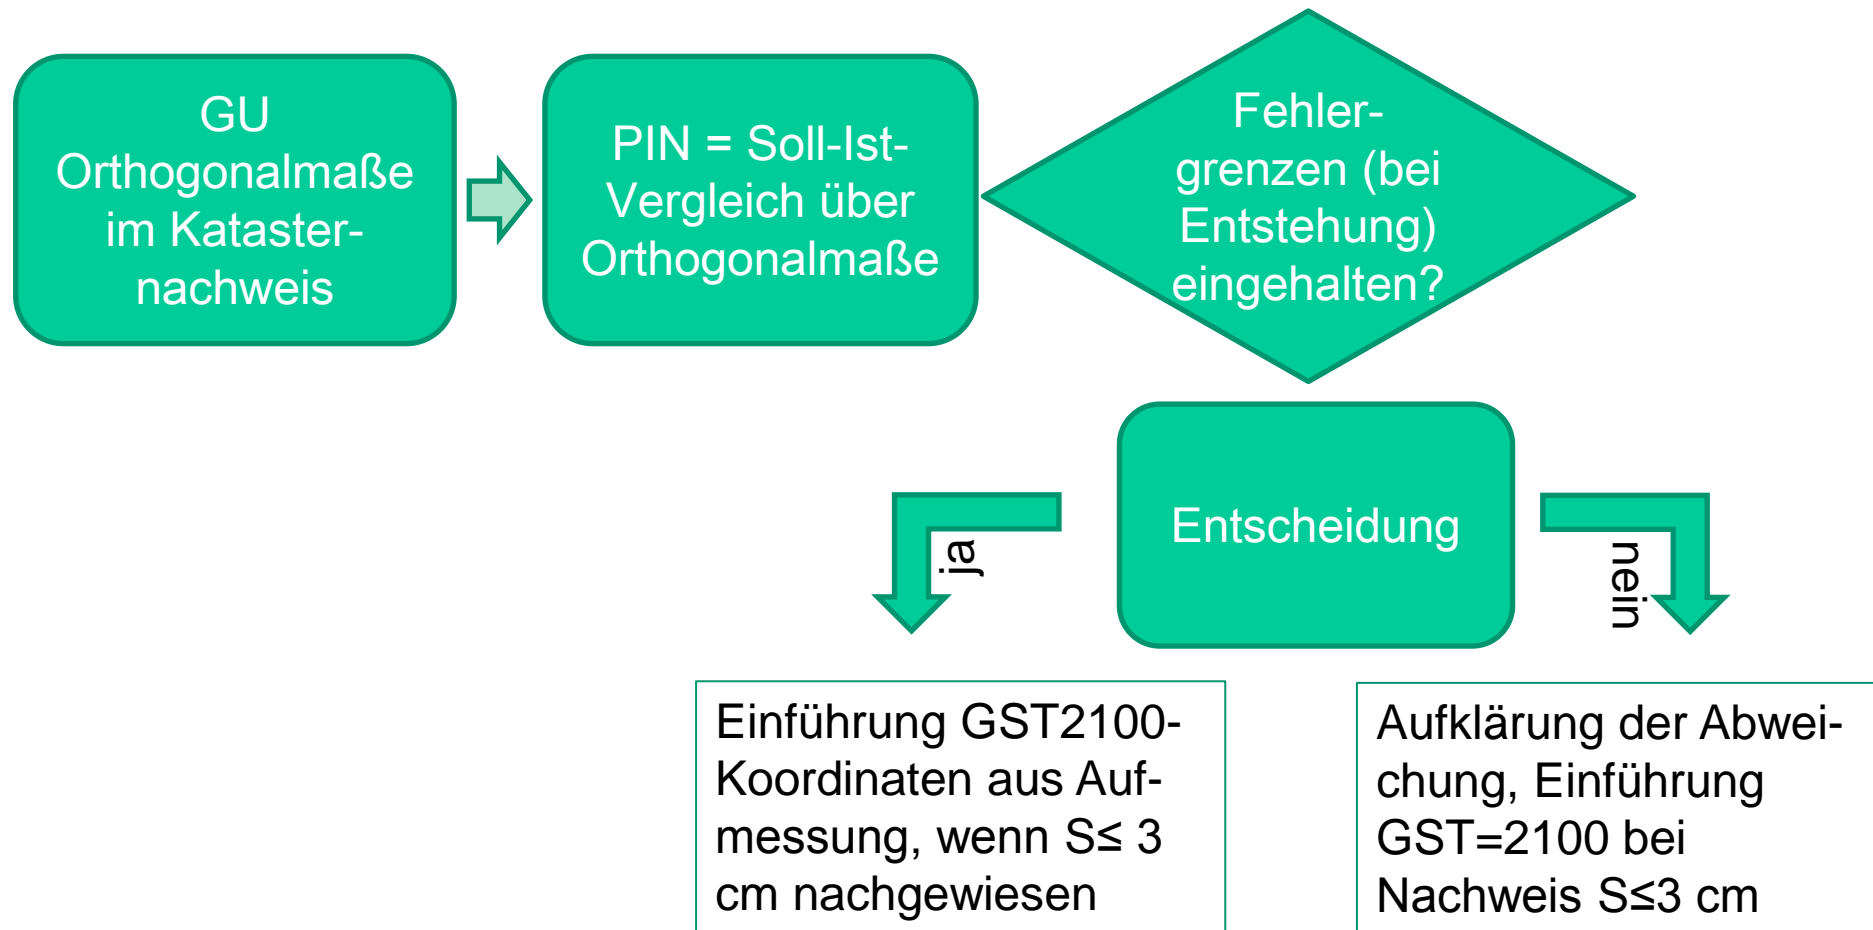 GU
Orthogonalmaße
im Kataster-
nachweis
PIN = Soll-Ist-
Vergleich über
Orthogonalmaße
Fehler-
grenzen (bei
Entstehung)
eingehalten?
Entscheidung
ja
nein
Einführung GST2100-
Koordinaten aus Auf-
messung, wenn S≤ 3
cm nachgewiesen
Aufklärung der Abwei-
chung, Einführung
GST=2100 bei
Nachweis S≤3 cm